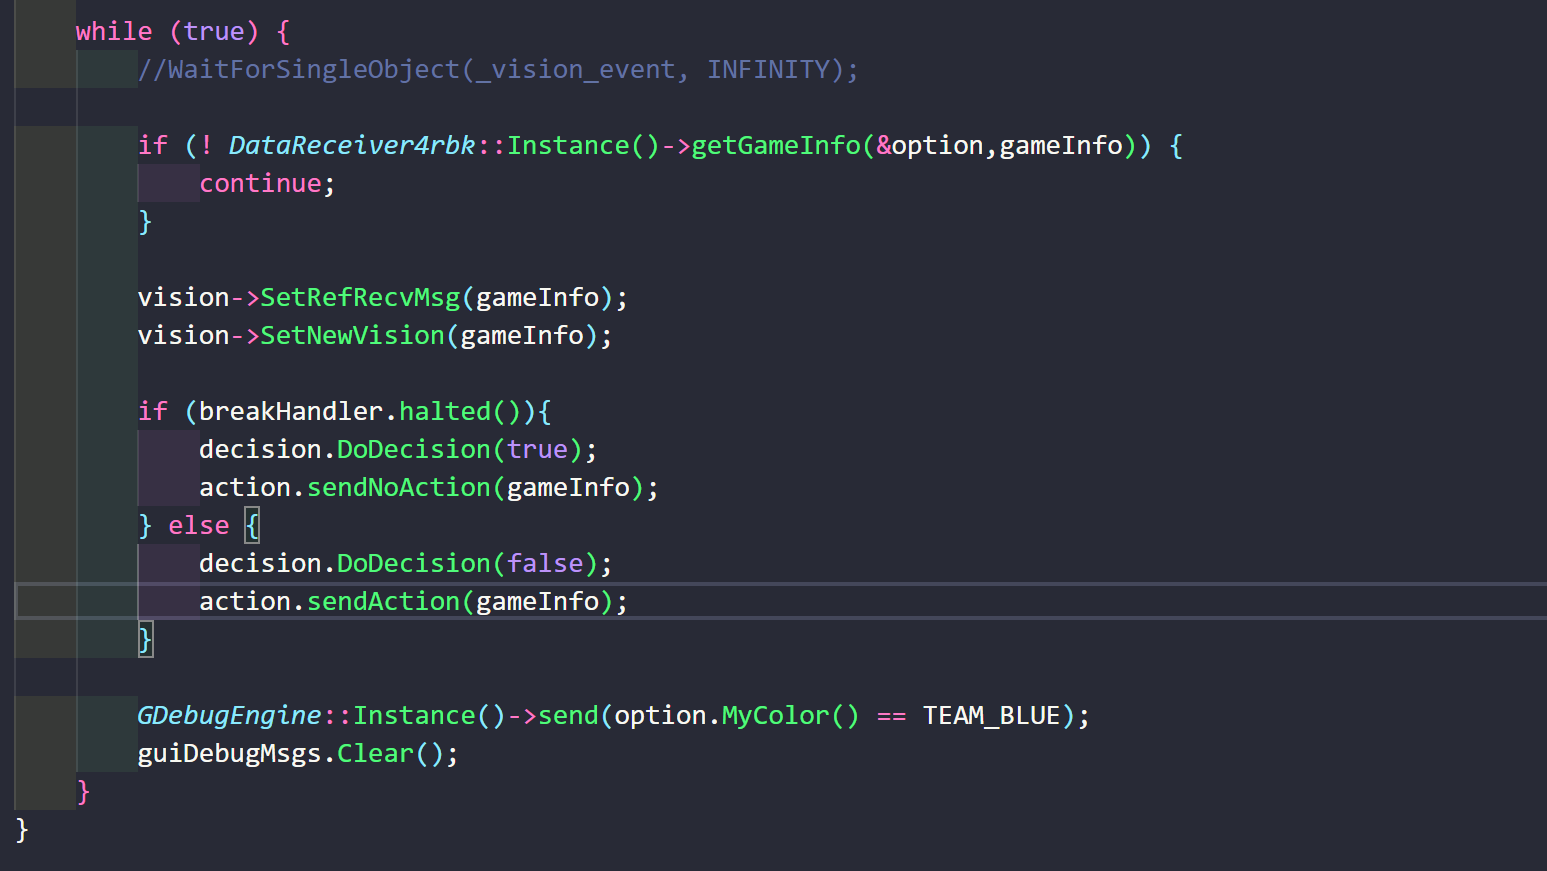 while (true) {
//WaitForSingleObject(_vision_event, INFINITY);
if (! DataReceiver4rbk::Instance()->getGameInfo(&option,gameInfo)) {
continue;
}
vision->SetRefRecvMsg(gameInfo);
vision->SetNewVision(gameInfo);
if (breakHandler.halted()){
decision.DoDecision(true);
action.sendNoAction(gameInfo);
} else {
decision.DoDecision(false);
action.sendAction(gameInfo);
}
GDebugEngine::Instance()->send(option.MyColor() == TEAM_BLUE);
guiDebugMsgs.Clear();
}
}